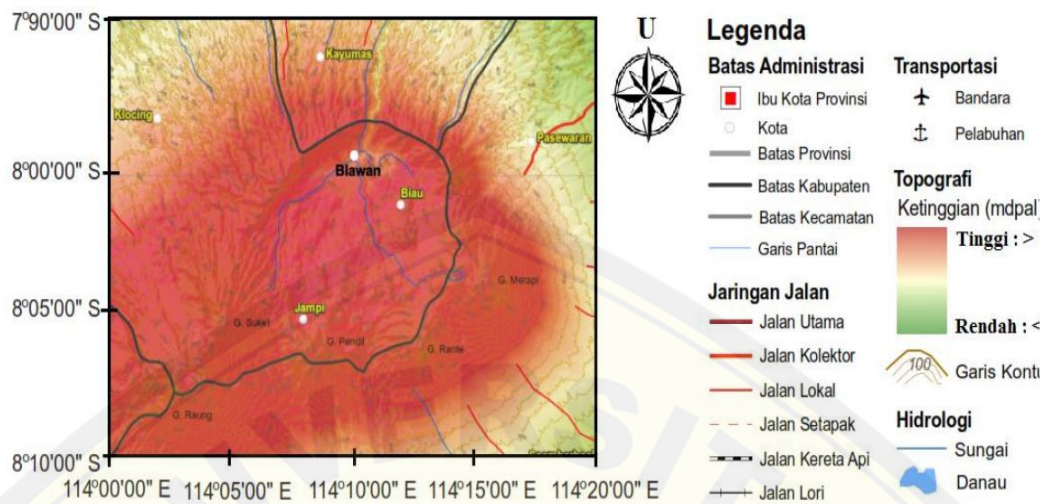 7°90'00" S
8°00'00" S
8°05'00" S
8°10'00" S
114°00'00" E
114°05'00" E
114°10'00" E
114°15'00" E
114°20'00" E
Kayumas
Klocing
Pasewaran
Blawan
Biau
G. Merapi
Jampi
G. Suket
G. Pendil
G. Rante
G. Raung
U
Legenda
Batas Administrasi
Ibu Kota Provinsi
Kota
Batas Provinsi
Batas Kabupaten
Batas Kecamatan
Garis Pantai
Jaringan Jalan
Jalan Utama
Jalan Kolektor
Jalan Lokal
Jalan Setapak
Jalan Kereta Api
Jalan Lori
Transportasi
Bandara
Pelabuhan
Topografi
Ketinggian (mdpal)
Tinggi : >
Rendah : <
100
Garis Kontu
Hidrologi
Sungai
Danau